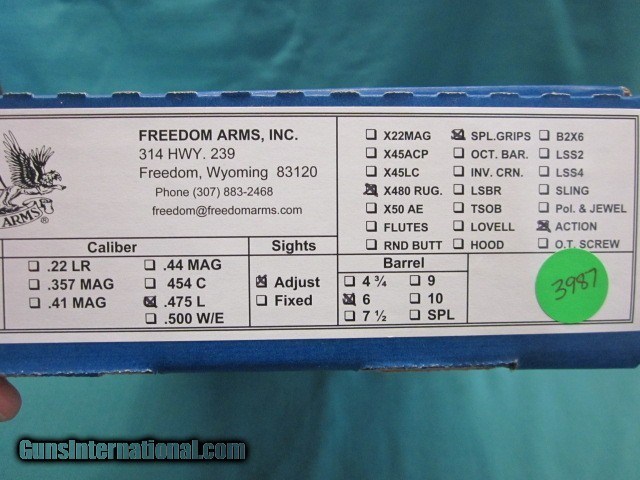 FREEDOM ARMS, INC.
314 HWY. 239
Freedom, Wyoming 83120
Phone (307) 883-2468
freedom@freedomarms.com
ARMS®
☐ X22MAG ☒ SPL.GRIPS ☐ B2X6
☐ X45ACP ☐ OCT. BAR. ☐ LSS2
☐ X45LC ☐ INV. CRN. ☐ LSS4
☒ X480 RUG. ☐ LSBR ☐ SLING
☐ X50 AE ☐ TSOB ☐ Pol. & JEWEL
☐ FLUTES ☐ LOVELL ☒ ACTION
☐ RND BUTT ☐ HOOD ☐ O.T. SCREW
Caliber
☐ .22 LR ☐ .44 MAG
☐ .357 MAG ☐ 454 C
☐ .41 MAG ☒ .475 L
☐ .500 W/E
Sights
☒ Adjust
☐ Fixed
Barrel
☐ 4 ¾ ☐ 9
☒ 6 ☐ 10
☐ 7 ½ ☐ SPL
3987
GunsInternational.com